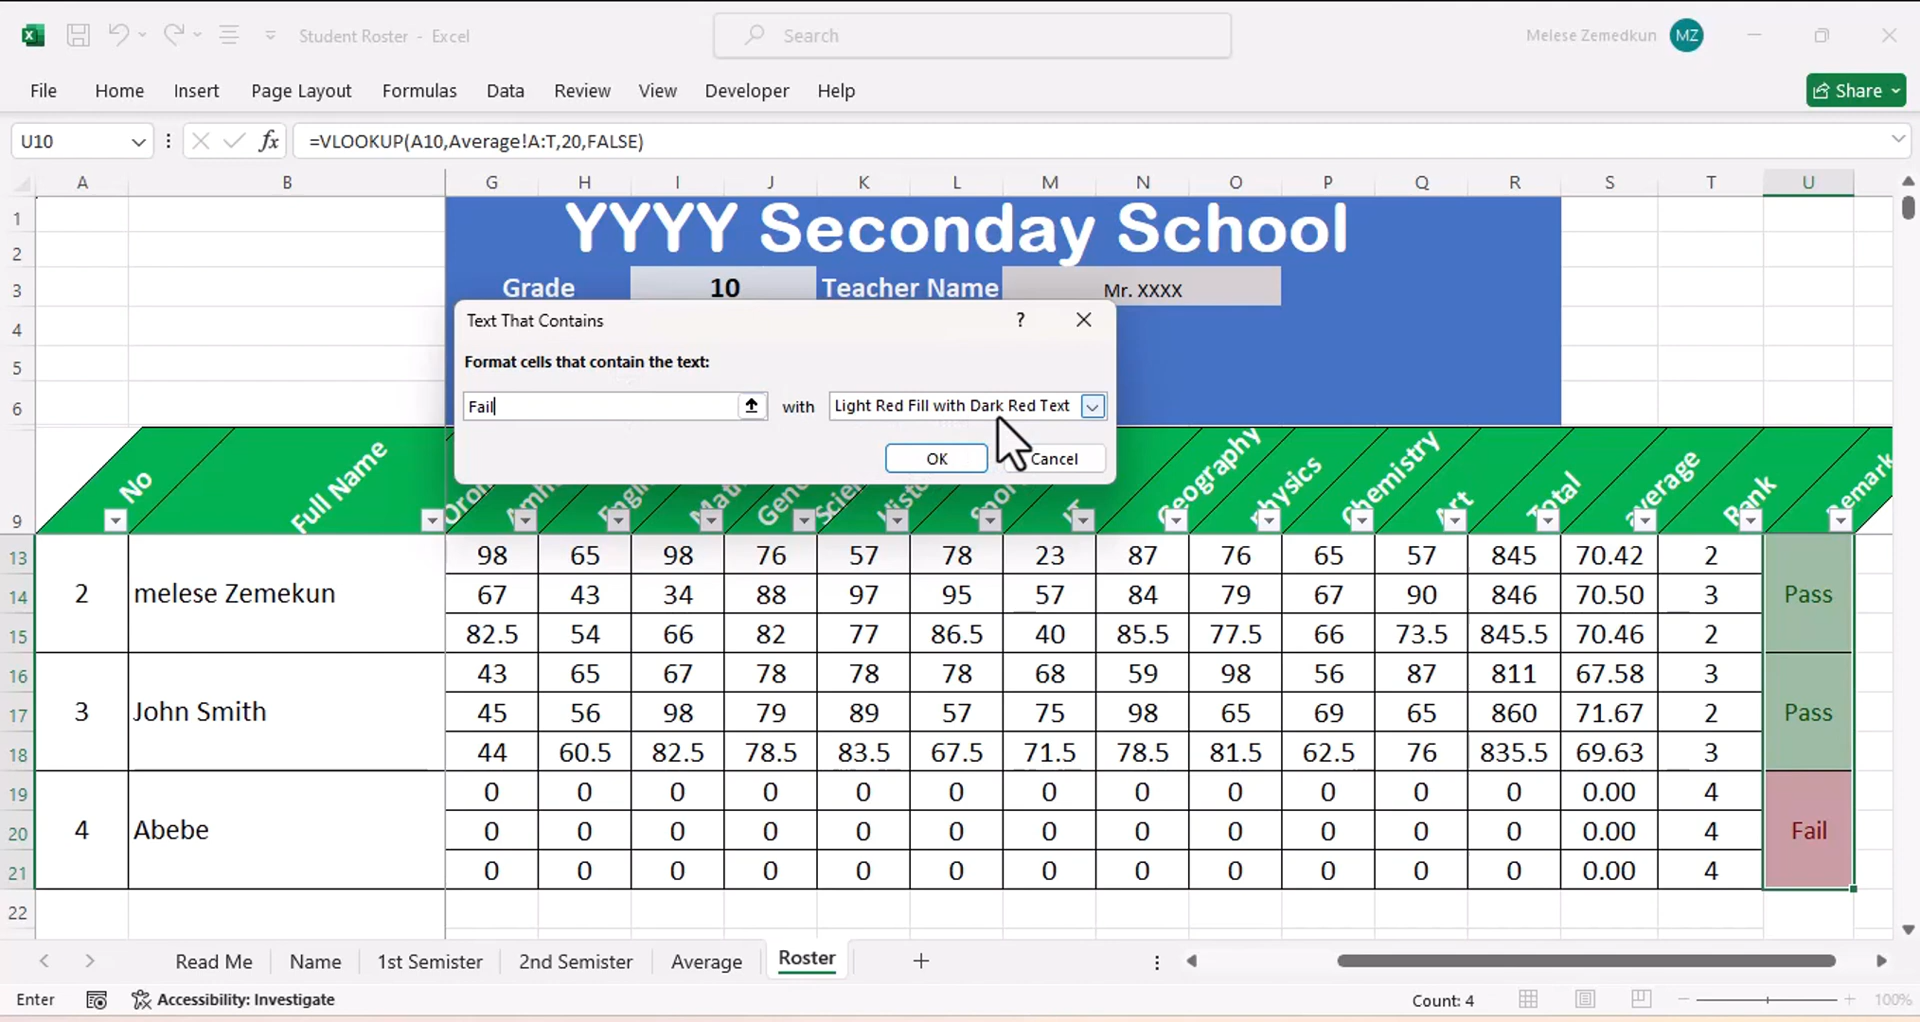 Student Roster - Excel
Search
Melese Zemedkun
MZ
File Home Insert Page Layout Formulas Data Review View Developer Help
Share
U10
fx
=VLOOKUP(A10,Average!A:T,20,FALSE)
A B G H I J K L M N O P Q R S T U
1
YYYY Seconday School
2
3 Grade 10 Teacher Name Mr. XXXX
4
5
6
Text That Contains
?
Format cells that contain the text:
Fail with Light Red Fill with Dark Red Text
OK Cancel
9 No Full Name IT Geography physics Chemistry Art Total average Rank Remark
13 98 65 98 76 57 78 23 87 76 65 57 845 70.42 2
14 2 melese Zemekun 67 43 34 88 97 95 57 84 79 67 90 846 70.50 3 Pass
15 82.5 54 66 82 77 86.5 40 85.5 77.5 66 73.5 845.5 70.46 2
16 43 65 67 78 78 78 68 59 98 56 87 811 67.58 3
17 3 John Smith 45 56 98 79 89 57 75 98 65 69 65 860 71.67 2 Pass
18 44 60.5 82.5 78.5 83.5 67.5 71.5 78.5 81.5 62.5 76 835.5 69.63 3
19 0 0 0 0 0 0 0 0 0 0 0 0 0.00 4
20 4 Abebe 0 0 0 0 0 0 0 0 0 0 0 0 0.00 4 Fail
21 0 0 0 0 0 0 0 0 0 0 0 0 0.00 4
22
Read Me Name 1st Semister 2nd Semister Average Roster +
Enter Accessibility: Investigate Count: 4 100%